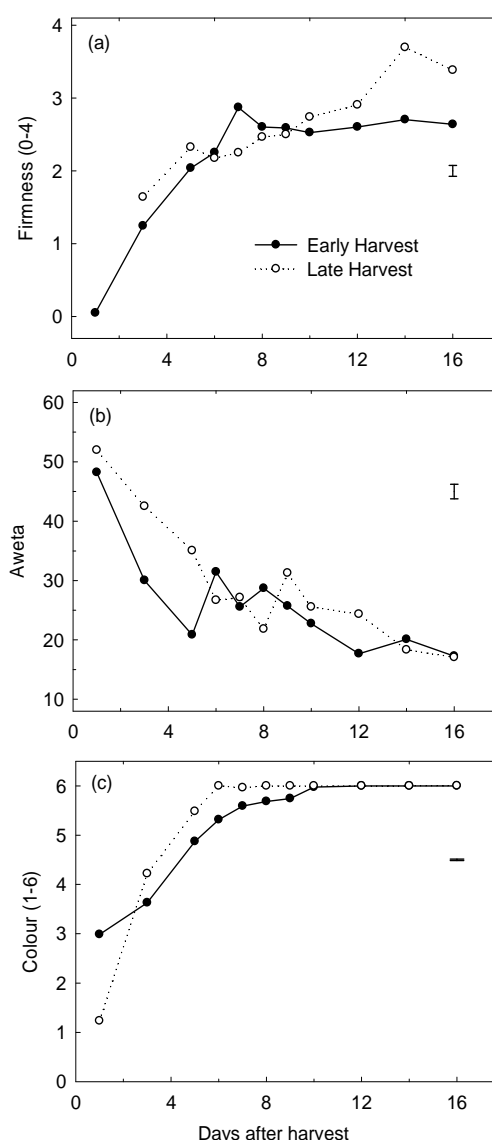 4
(a)
3
Firmness (0-4)
2
1
Early Harvest
Late Harvest
0
0 4 8 12 16
60
(b)
50
40
Aweta
30
20
10
0 4 8 12 16
6
(c)
5
4
Colour (1-6)
3
2
1
0
0 4 8 12 16
Days after harvest